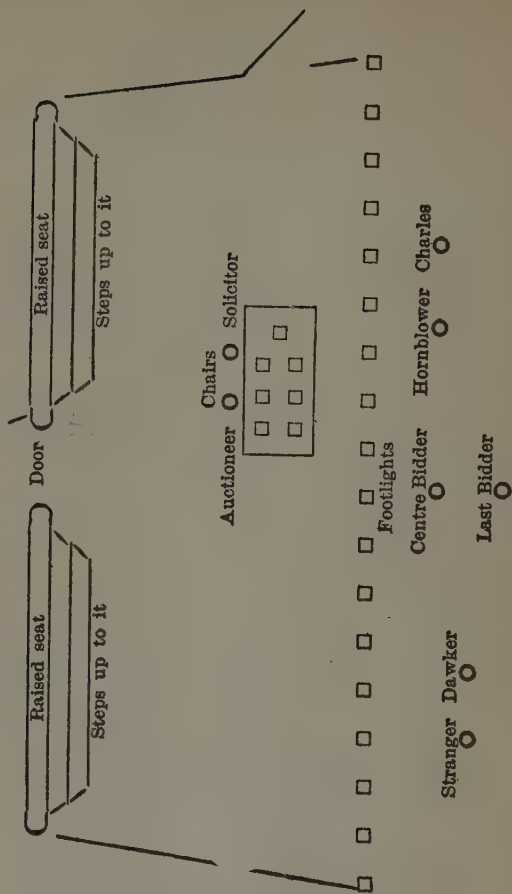 Raised seat
Door
Raised seat
Steps up to it
Steps up to it
Chairs
Auctioneer
Solicitor
Footlights
Centre Bidder
Hornblower
Charles
Stranger
Dawker
Last Bidder